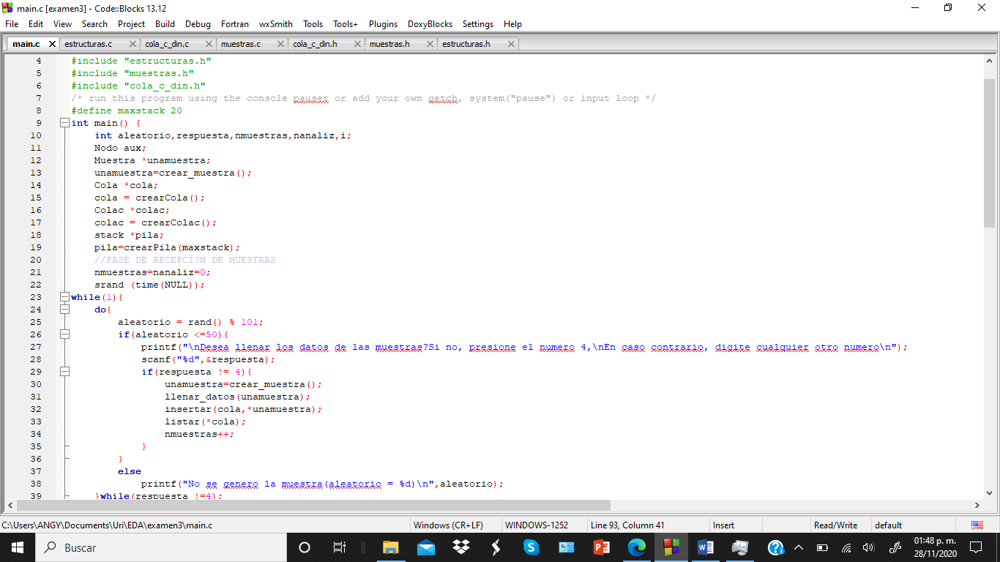 main.c [examen3] - Code::Blocks 13.12
File Edit View Search Project Build Debug Fortran wxSmith Tools Tools+ Plugins DoxyBlocks Settings Help
main.c estructuras.c cola_c_din.c muestras.c cola_c_din.h muestras.h estructuras.h
4 #include "estructuras.h"
5 #include "muestras.h"
6 #include "cola_c_din.h"
7 /* run this program using the console pauser or add your own getch, system("pause") or input loop */
8 #define maxstack 20
9 int main() {
10 int aleatorio,respuesta,nmuestras,nanaliz,i;
11 Nodo aux;
12 Muestra *unamuestra;
13 unamuestra=crear_muestra();
14 Cola *cola;
15 cola = crearCola();
16 Colac *colac;
17 colac = crearColac();
18 stack *pila;
19 pila=crearPila(maxstack);
20 //FASE DE RECEPCI?N DE MUESTRAS
21 nmuestras=nanaliz=0;
22 srand (time(NULL));
23 while(1){
24 do{
25 aleatorio = rand() % 101;
26 if(aleatorio <=50){
27 printf("\nDesea llenar los datos de las muestras?Si no, presione el numero 4,\nEn caso contrario, digite cualquier otro numero\n");
28 scanf("%d",&respuesta);
29 if(respuesta != 4){
30 unamuestra=crear_muestra();
31 llenar_datos(unamuestra);
32 insertar(cola,*unamuestra);
33 listar(*cola);
34 nmuestras++;
35 }
36 }
37 else
38 printf("No se genero la muestra(aleatorio = %d)\n",aleatorio);
39 }while(respuesta !=4);
C:\Users\ANGY\Documents\Uri\EDA\examen3\main.c Windows (CR+LF) WINDOWS-1252 Line 93, Column 41 Insert Read/Write default
Buscar
01:48 p. m.
28/11/2020